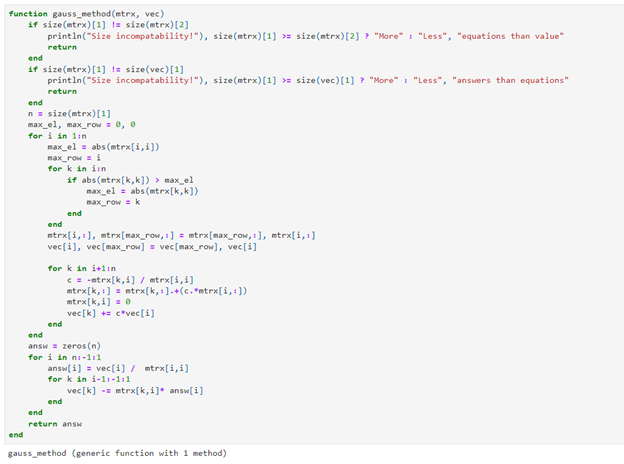 function gauss_method(mtrx, vec)
    if size(mtrx)[1] != size(mtrx)[2]
        println("Size incompatability!"), size(mtrx)[1] >= size(mtrx)[2] ? "More" : "Less", "equations than value"
        return
    end
    if size(mtrx)[1] != size(vec)[1]
        println("Size incompatability!"), size(mtrx)[1] >= size(vec)[1] ? "More" : "Less", "answers than equations"
        return
    end
    n = size(mtrx)[1]
    max_el, max_row = 0, 0
    for i in 1:n
        max_el = abs(mtrx[i,i])
        max_row = i
        for k in i:n
            if abs(mtrx[k,k]) > max_el
                max_el = abs(mtrx[k,k])
                max_row = k
            end
        end
        mtrx[i,:], mtrx[max_row,:] = mtrx[max_row,:], mtrx[i,:]
        vec[i], vec[max_row] = vec[max_row], vec[i]

        for k in i+1:n
            c = -mtrx[k,i] / mtrx[i,i]
            mtrx[k,:] = mtrx[k,:].+(c.*mtrx[i,:])
            mtrx[k,i] = 0
            vec[k] += c*vec[i]
        end
    end
    answ = zeros(n)
    for i in n:-1:1
        answ[i] = vec[i] /  mtrx[i,i]
        for k in i-1:-1:1
            vec[k] -= mtrx[k,i]* answ[i]
        end
    end
    return answ
end
gauss_method (generic function with 1 method)